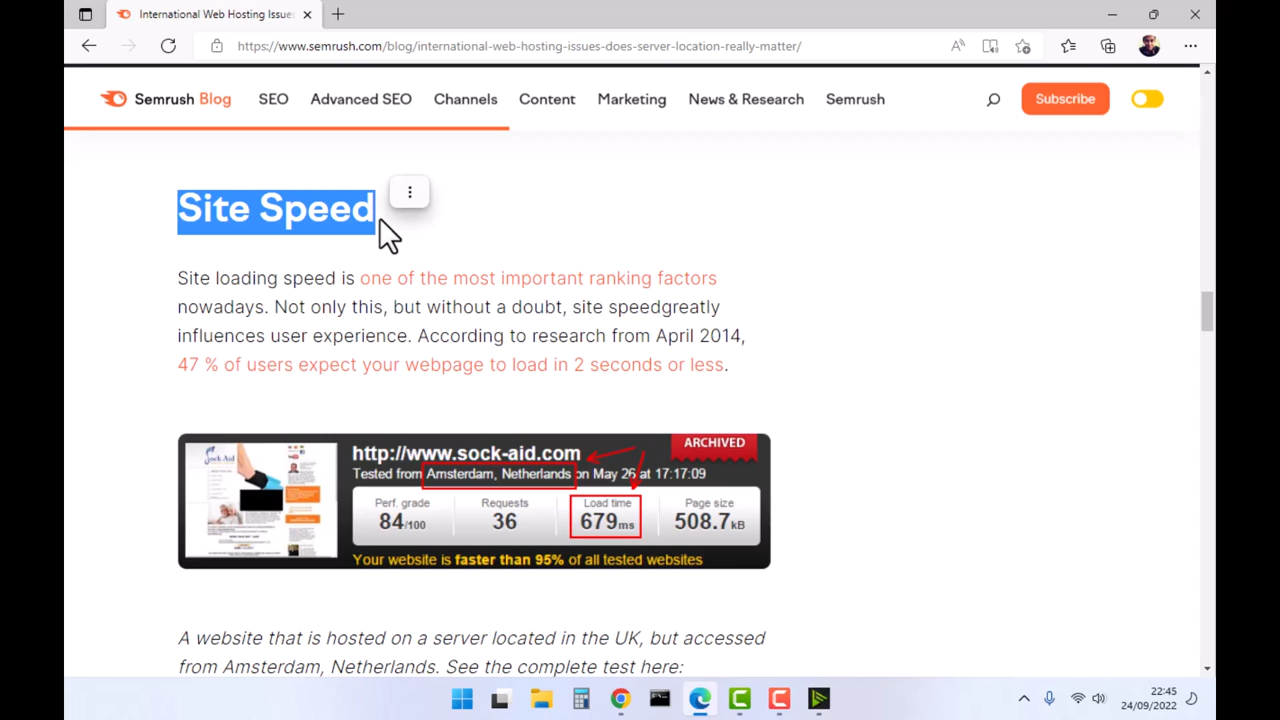 International Web Hosting Issues
https://www.semrush.com/blog/international-web-hosting-issues-does-server-location-really-matter/
Semrush Blog SEO Advanced SEO Channels Content Marketing News & Research Semrush Subscribe
Site Speed
Site loading speed is one of the most important ranking factors
nowadays. Not only this, but without a doubt, site speedgreatly
influences user experience. According to research from April 2014,
47 % of users expect your webpage to load in 2 seconds or less.
ARCHIVED
http://www.sock-aid.com
Tested from Amsterdam, Netherlands on May 26 at 17:17:09
Perf. grade Requests Load time Page size
84/100 36 679ms 508.7kB
Your website is faster than 95% of all tested websites
Sock Aid
A website that is hosted on a server located in the UK, but accessed
from Amsterdam, Netherlands. See the complete test here:
22:45
24/09/2022